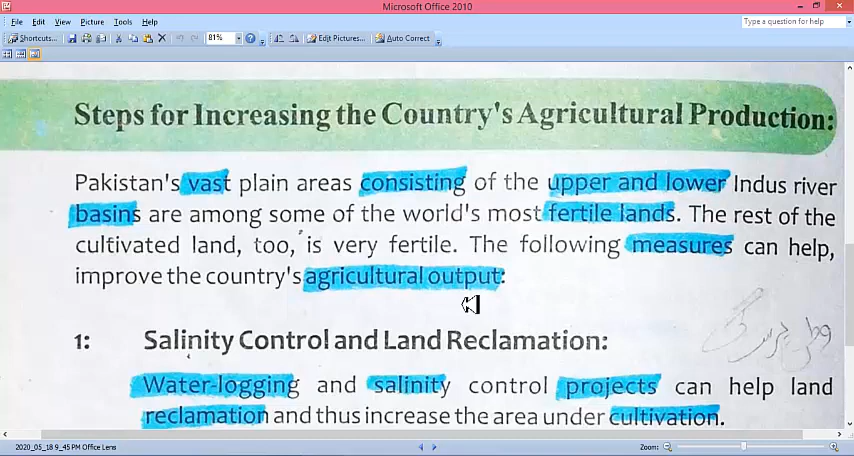 Microsoft Office 2010
File Edit View Picture Tools Help
Type a question for help
Shortcuts... 81% Edit Pictures... Auto Correct
Steps for Increasing the Country's Agricultural Production:
Pakistan's vast plain areas consisting of the upper and lower Indus river
basins are among some of the world's most fertile lands. The rest of the
cultivated land, too, is very fertile. The following measures can help,
improve the country's agricultural output:
1: Salinity Control and Land Reclamation:
Water-logging and salinity control projects can help land
reclamation and thus increase the area under cultivation.
2020_05_18 9_45 PM Office Lens
Zoom: